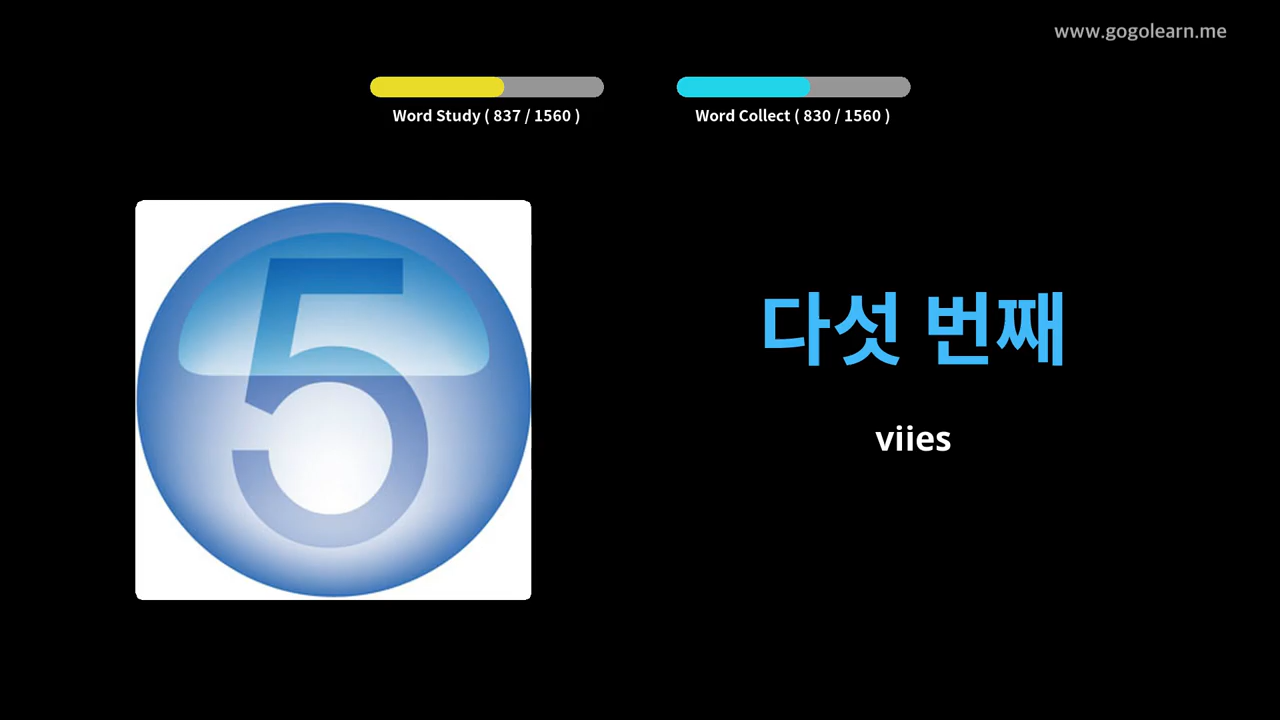 www.gogolearn.me
Word Study ( 837 / 1560 )
Word Collect ( 830 / 1560 )
5
다섯 번째
viies